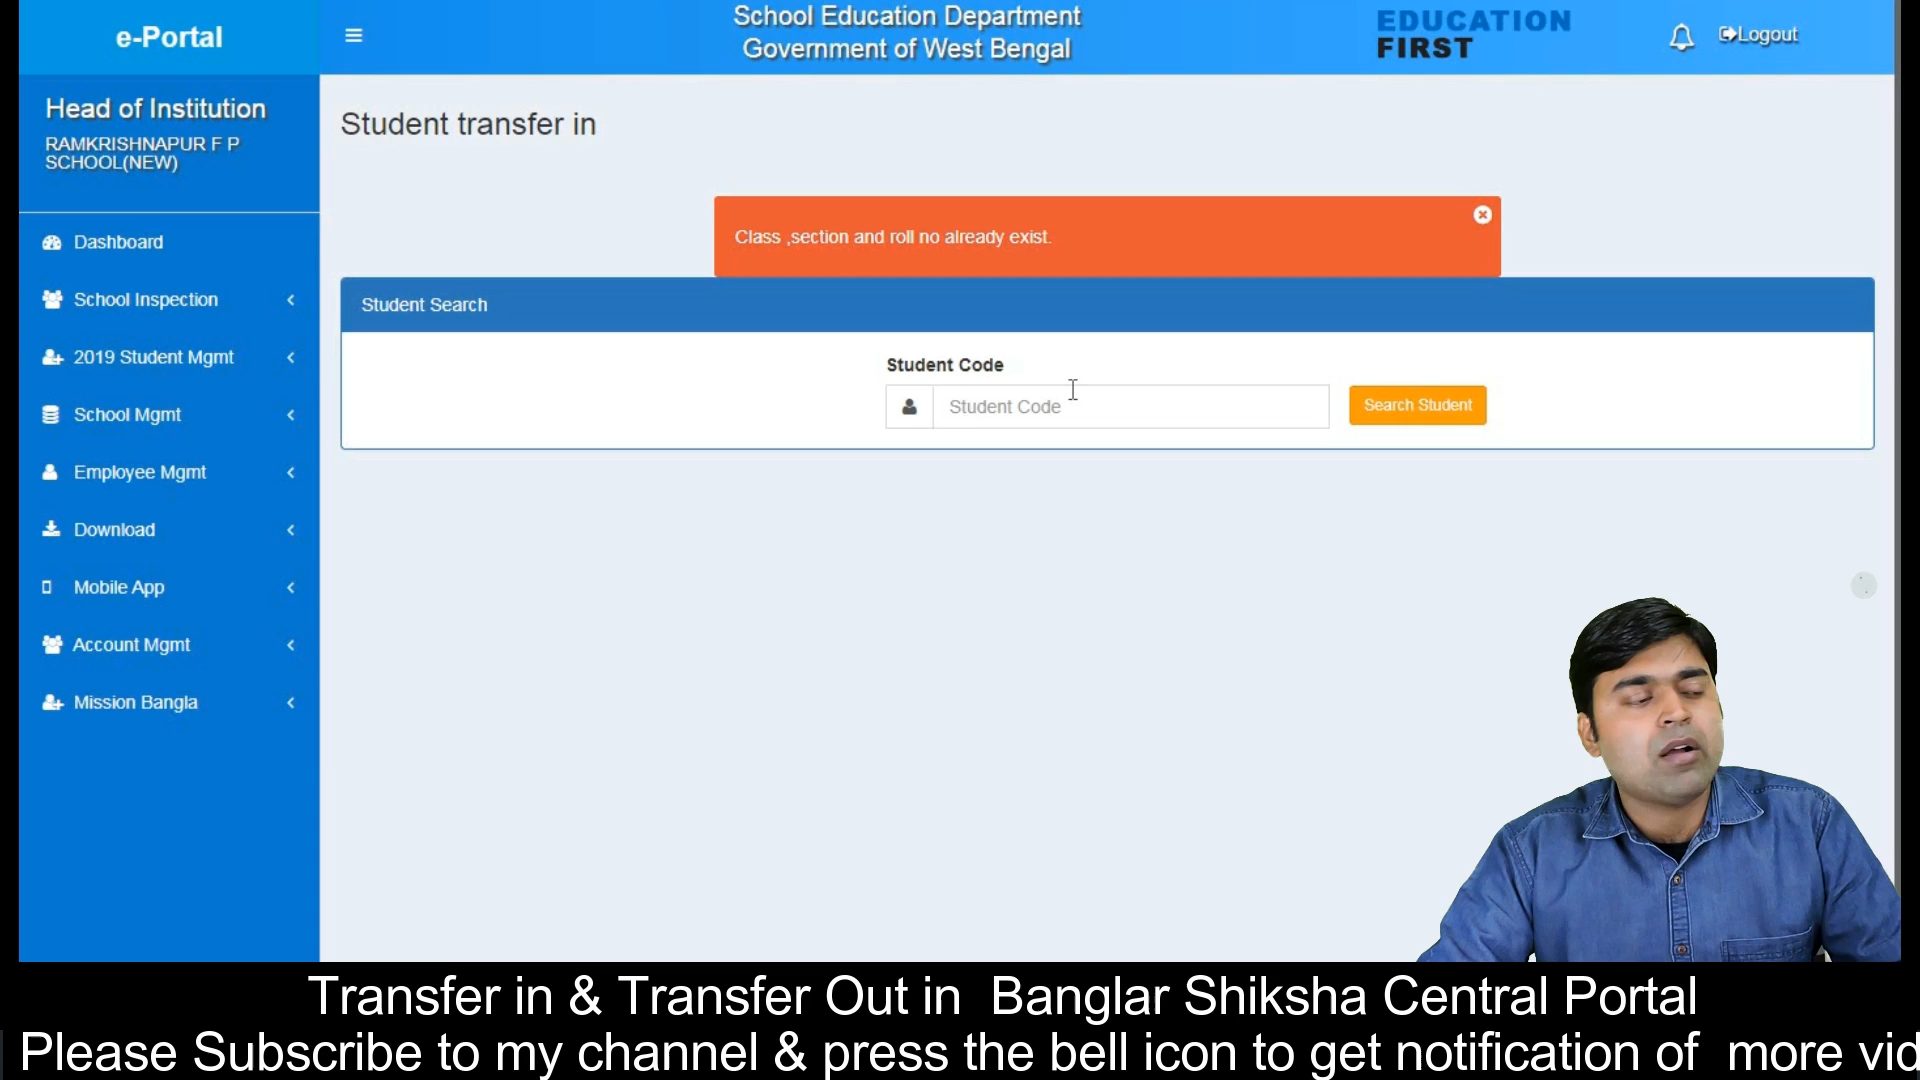 e-Portal
School Education Department
Government of West Bengal
EDUCATION
FIRST
Logout
Head of Institution
RAMKRISHNAPUR F P
SCHOOL(NEW)
Dashboard
School Inspection
2019 Student Mgmt
School Mgmt
Employee Mgmt
Download
Mobile App
Account Mgmt
Mission Bangla
Student transfer in
Class ,section and roll no already exist.
Student Search
Student Code
Student Code
Search Student
Transfer in & Transfer Out in Banglar Shiksha Central Portal
Please Subscribe to my channel & press the bell icon to get notification of more vid